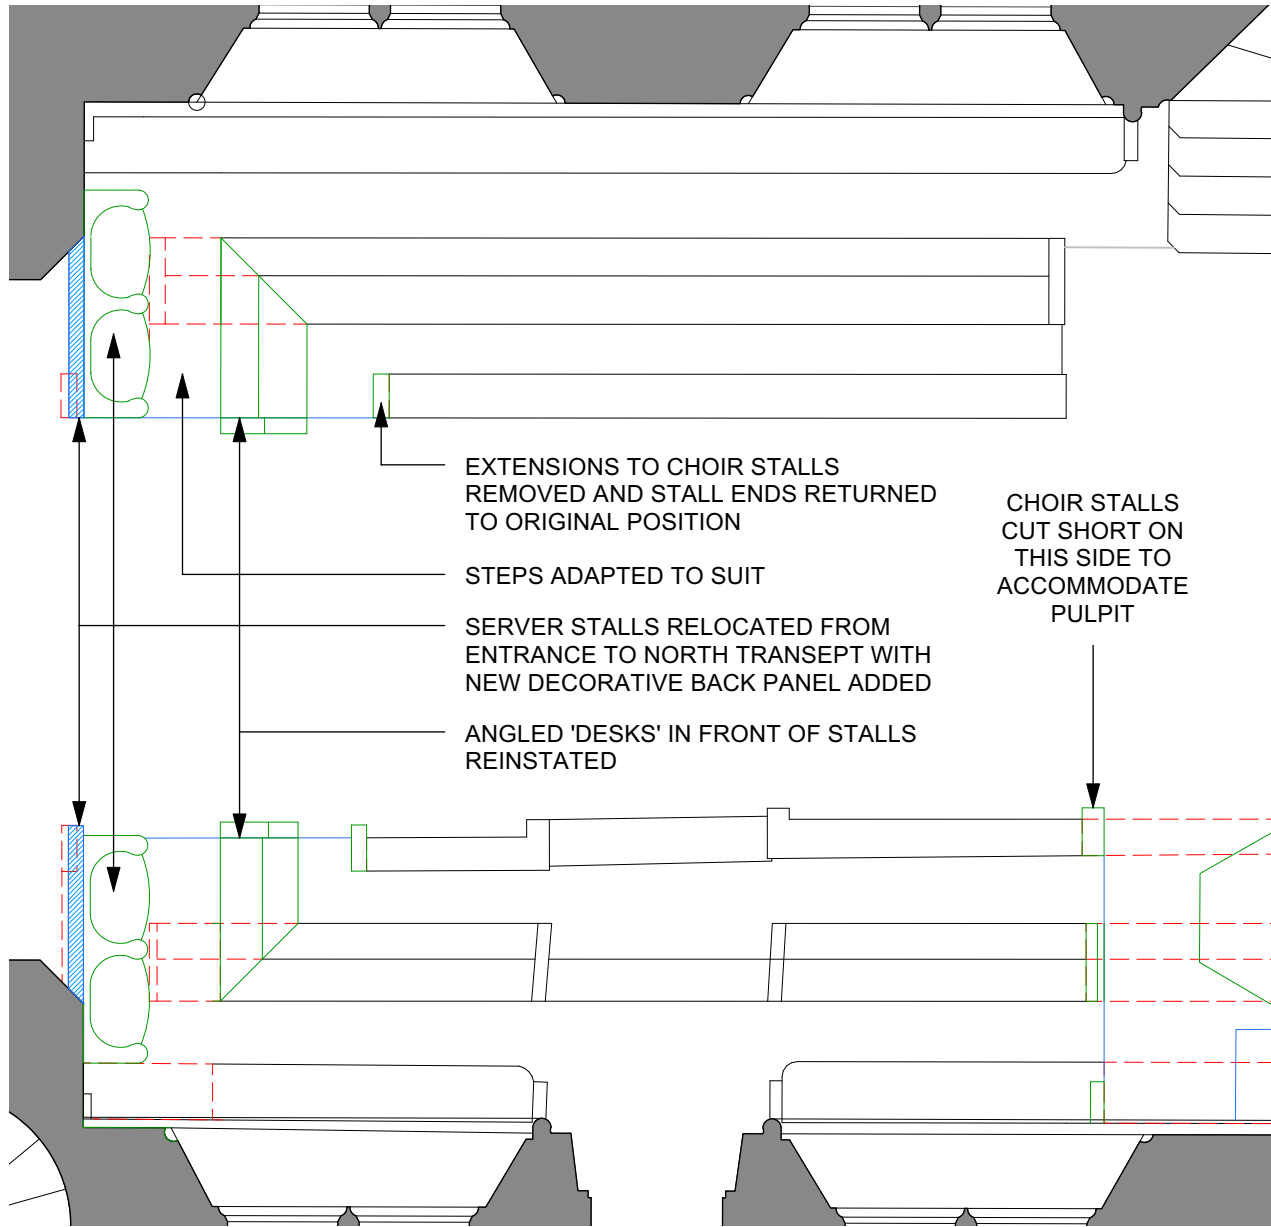 EXTENSIONS TO CHOIR STALLS
REMOVED AND STALL ENDS RETURNED
TO ORIGINAL POSITION
STEPS ADAPTED TO SUIT
SERVER STALLS RELOCATED FROM
ENTRANCE TO NORTH TRANSEPT WITH
NEW DECORATIVE BACK PANEL ADDED
ANGLED 'DESKS' IN FRONT OF STALLS
REINSTATED
CHOIR STALLS
CUT SHORT ON
THIS SIDE TO
ACCOMMODATE
PULPIT